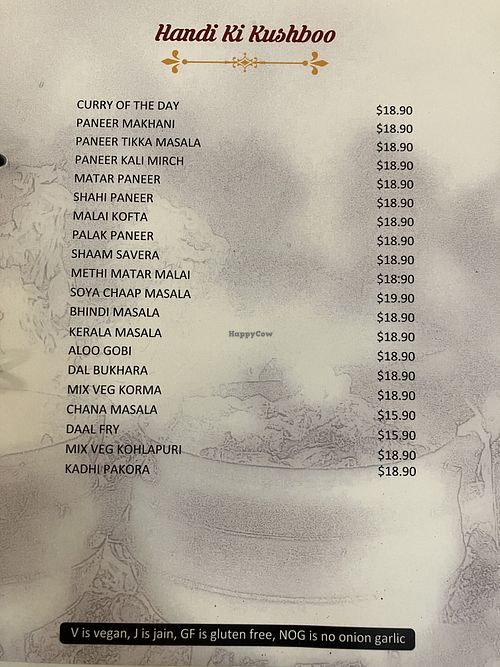 Handi Ki Kushboo
CURRY OF THE DAY $18.90
PANEER MAKHANI $18.90
PANEER TIKKA MASALA $18.90
PANEER KALI MIRCH $18.90
MATAR PANEER $18.90
SHAHI PANEER $18.90
MALAI KOFTA $18.90
PALAK PANEER $18.90
SHAAM SAVERA $18.90
METHI MATAR MALAI $18:90
SOYA CHAAP MASALA $19.90
BHINDI MASALA $18.90
KERALA MASALA $18.90
ALOO GOBI $18.90
DAL BUKHARA $18.90
MIX VEG KORMA $18.90
CHANA MASALA $15.90
DAAL FRY $15.90
MIX VEG KOHLAPURI $18.90
KADHI PAKORA $18.90
HappyCow
V is vegan, J is jain, GF is gluten free, NOG is no onion garlic